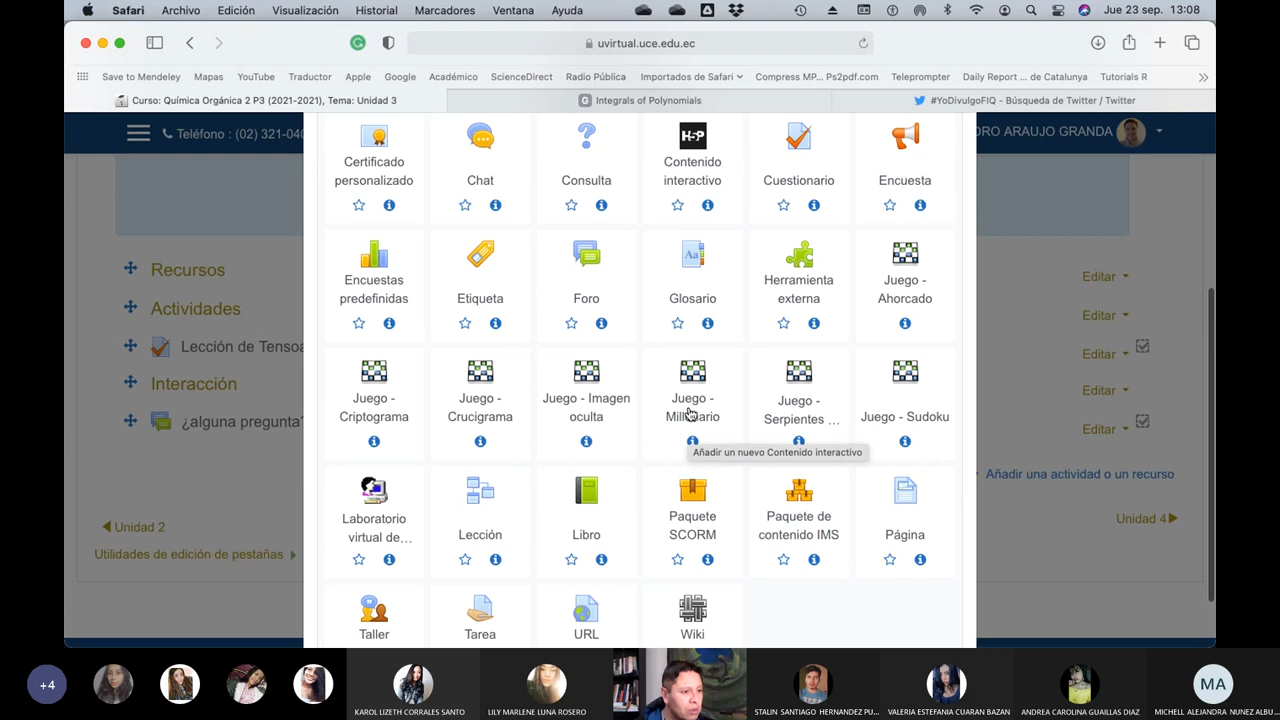 Safari Archivo Edición Visualización Historial Marcadores Ventana Ayuda Jue 23 sep. 13:08
uvirtual.uce.edu.ec
Save to Mendeley Mapas YouTube Traductor Apple Google Académico ScienceDirect Radio Pública Importados de Safari Compress MP... Ps2pdf.com Teleprompter Daily Report ... de Catalunya Tutorials R
Curso: Química Orgánica 2 P3 (2021-2021), Tema: Unidad 3 Integrals of Polynomials #YoDivulgoFIQ - Búsqueda de Twitter / Twitter
Teléfono : (02) 321-040 DRO ARAUJO GRANDA
Certificado personalizado
Chat
Consulta
H5P
Contenido interactivo
Cuestionario
Encuesta
Encuestas predefinidas
Etiqueta
Foro
Aa
Glosario
Herramienta externa
Juego - Ahorcado
Juego - Criptograma
Juego - Crucigrama
Juego - Imagen oculta
Juego - Millonario
Juego - Serpientes ...
Juego - Sudoku
Añadir un nuevo Contenido interactivo
Laboratorio virtual de...
Lección
Libro
Paquete SCORM
Paquete de contenido IMS
Página
Taller
Tarea
URL
Wiki
Recursos Editar
Actividades Editar
Lección de Tensoa Editar
Interacción Editar
¿alguna pregunta? Editar
Añadir una actividad o un recurso
Unidad 2 Unidad 4
Utilidades de edición de pestañas
+4
KAROL LIZETH CORRALES SANTO
LILY MARLENE LUNA ROSERO
STALIN SANTIAGO HERNANDEZ PU...
VALERIA ESTEFANIA CUARAN BAZAN
ANDREA CAROLINA GUAILLAS DIAZ
MA
MICHELL ALEJANDRA NUNEZ ALBU...